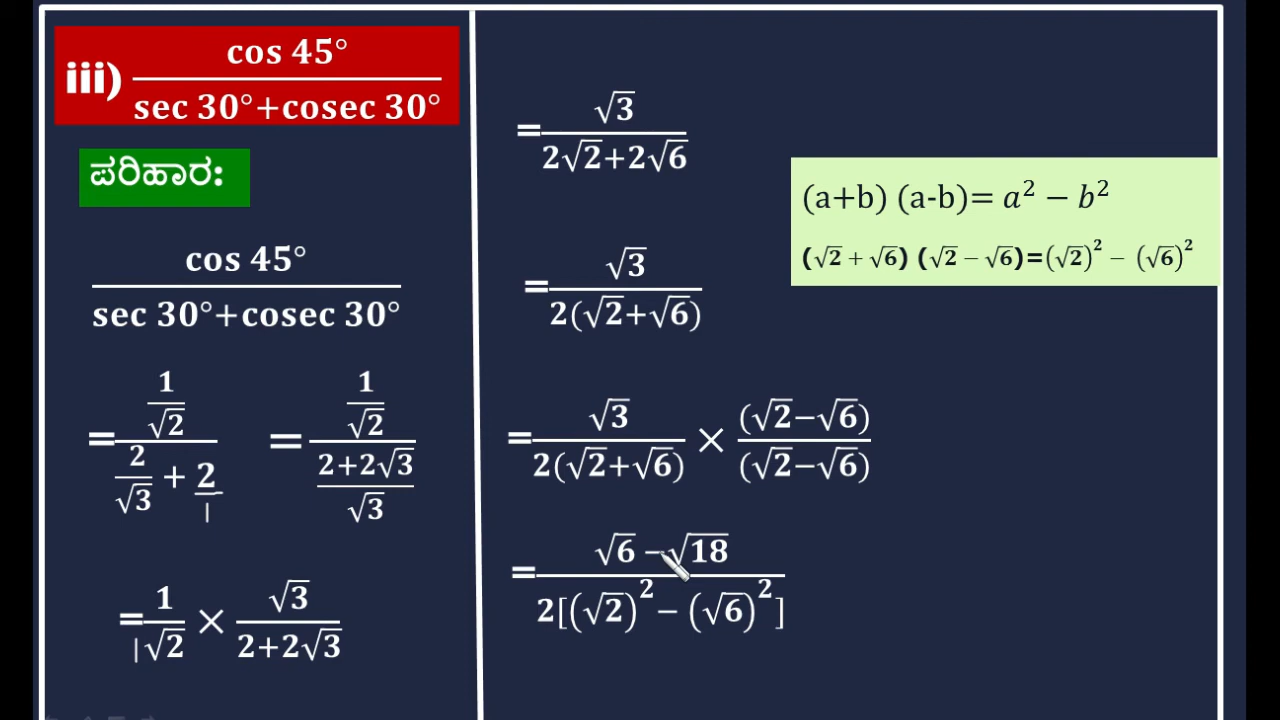 iii) cos 45° / sec 30°+cosec 30°
ಪರಿಹಾರ:
cos 45° / sec 30°+cosec 30°
= (1/√2) / (2/√3 + 2/1) = (1/√2) / ((2+2√3)/√3)
= 1/√2 × √3/(2+2√3)
= √3/(2√2+2√6)
= √3/(2(√2+√6))
= √3/(2(√2+√6)) × (√2−√6)/(√2−√6)
= (√6 −√18)/(2[(√2)² − (√6)²])
(a+b) (a-b)= a² − b²
(√2 + √6) (√2 − √6)=(√2)² − (√6)²